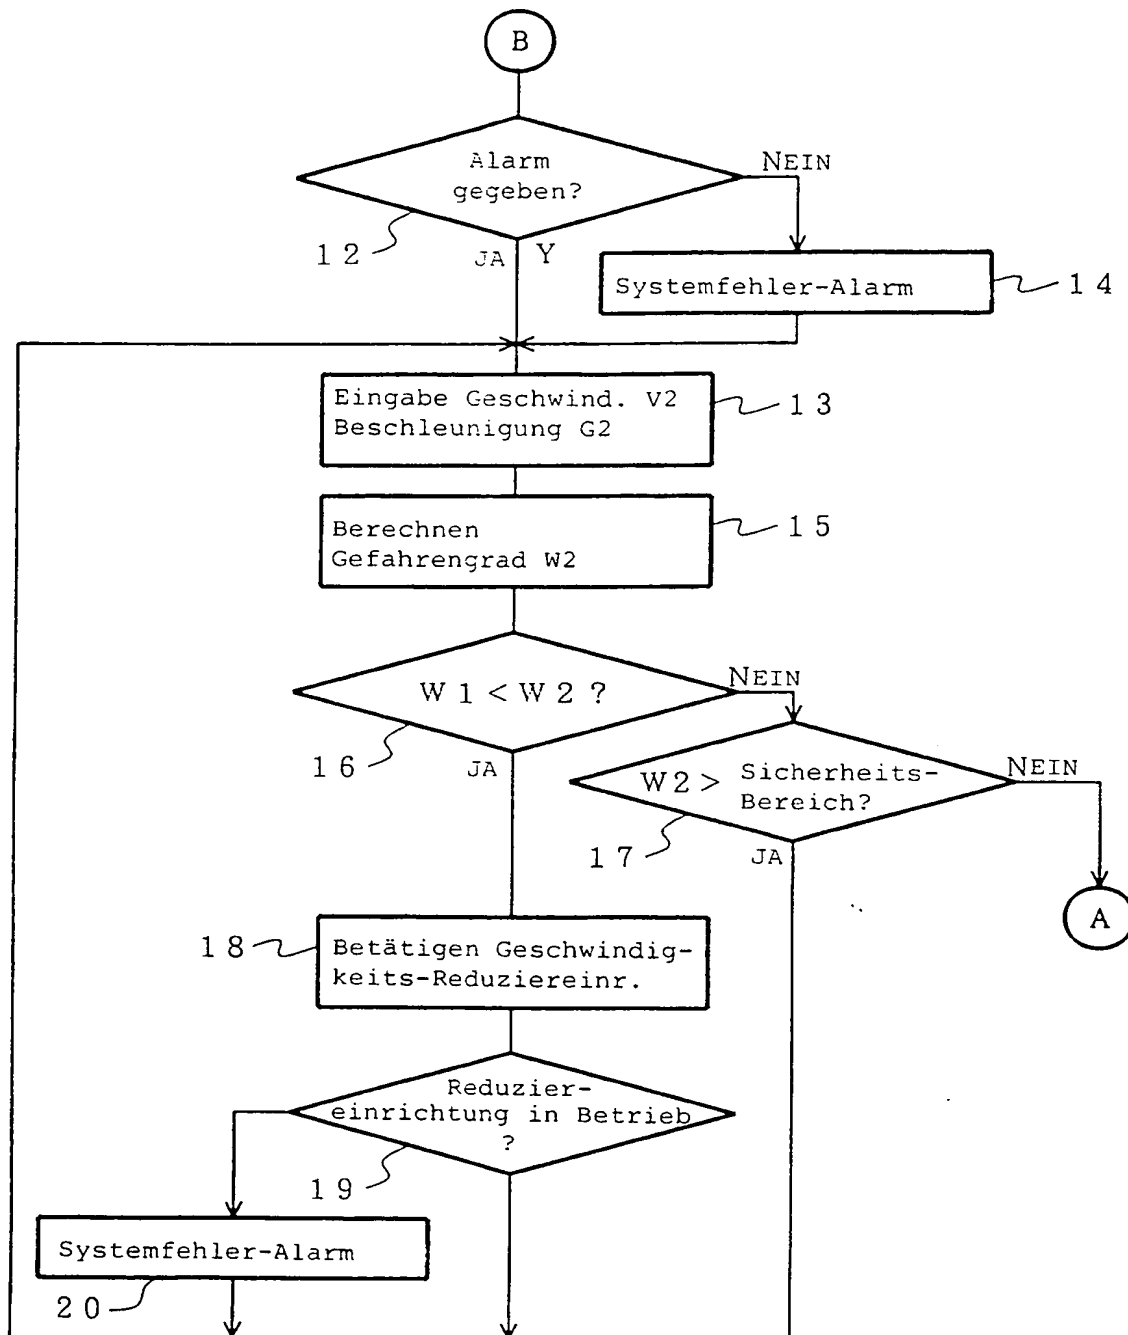 B
Alarm
gegeben?
NEIN
12
JA Y
Systemfehler-Alarm
14
Eingabe Geschwind. V2
Beschleunigung G2
13
Berechnen
Gefahrengrad W2
15
W1<W2?
NEIN
16
JA
W2> Sicherheits-
Bereich?
NEIN
17
JA
A
18
Betätigen Geschwindig-
keits-Reduziereinr.
Reduzier-
einrichtung in Betrieb
?
19
Systemfehler-Alarm
20